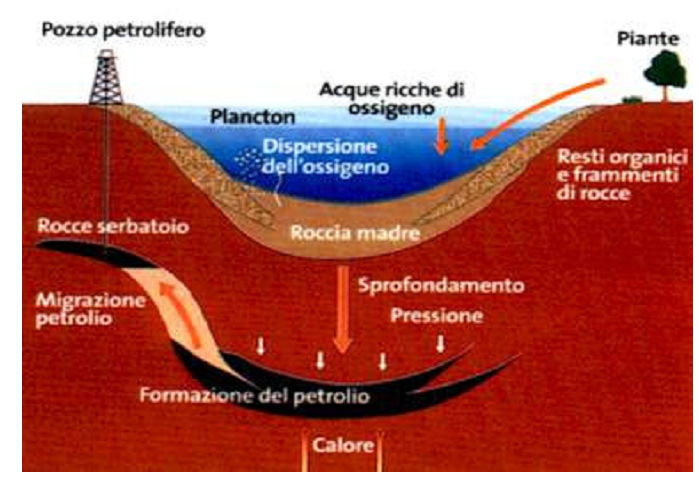 Pozzo petrolifero
Piante
Acque ricche di
ossigeno
Plancton
Dispersione
dell'ossigeno
Resti organici
e frammenti
di rocce
Rocce serbatoio
Roccia madre
Sprofondamento
Migrazione
petrolio
Pressione
Formazione del petrolio
Calore